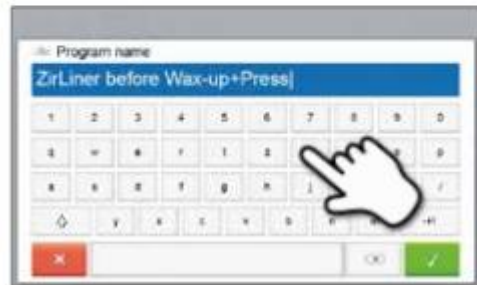 Program name
ZirLiner before Wax-up+Press
1 2 3 4 5 6 7 8 9 0
q w e r t z
a s d f g h j
y x c v b n